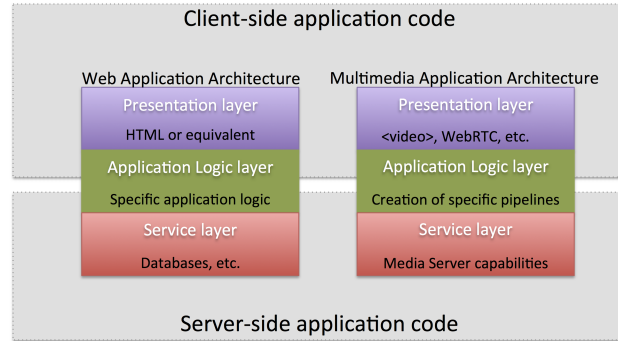 Client-side application code
Web Application Architecture
Presentation layer
HTML or equivalent
Application Logic layer
Specific application logic
Service layer
Databases, etc.
Multimedia Application Architecture
Presentation layer
<video>, WebRTC, etc.
Application Logic layer
Creation of specific pipelines
Service layer
Media Server capabilities
Server-side application code